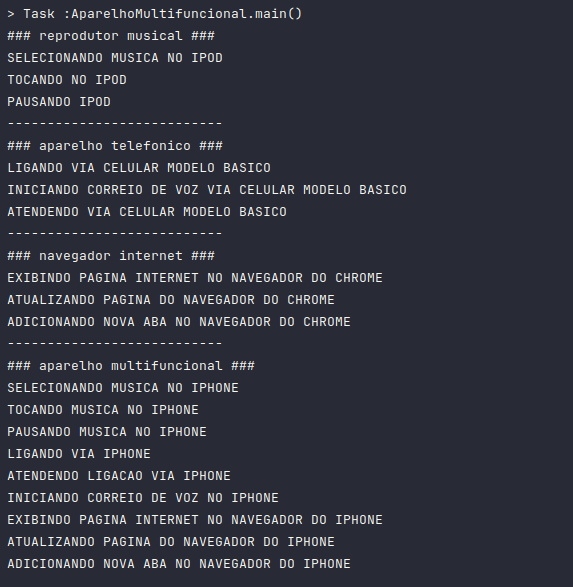 > Task :AparelhoMultifuncional.main()
### reprodutor musical ###
SELECIONANDO MUSICA NO IPOD
TOCANDO NO IPOD
PAUSANDO IPOD
---------------------------
### aparelho telefonico ###
LIGANDO VIA CELULAR MODELO BASICO
INICIANDO CORREIO DE VOZ VIA CELULAR MODELO BASICO
ATENDENDO VIA CELULAR MODELO BASICO
---------------------------
### navegador internet ###
EXIBINDO PAGINA INTERNET NO NAVEGADOR DO CHROME
ATUALIZANDO PAGINA DO NAVEGADOR DO CHROME
ADICIONANDO NOVA ABA NO NAVEGADOR DO CHROME
---------------------------
### aparelho multifuncional ###
SELECIONANDO MUSICA NO IPHONE
TOCANDO MUSICA NO IPHONE
PAUSANDO MUSICA NO IPHONE
LIGANDO VIA IPHONE
ATENDENDO LIGACAO VIA IPHONE
INICIANDO CORREIO DE VOZ NO IPHONE
EXIBINDO PAGINA INTERNET NO NAVEGADOR DO IPHONE
ATUALIZANDO PAGINA DO NAVEGADOR DO IPHONE
ADICIONANDO NOVA ABA NO NAVEGADOR DO IPHONE